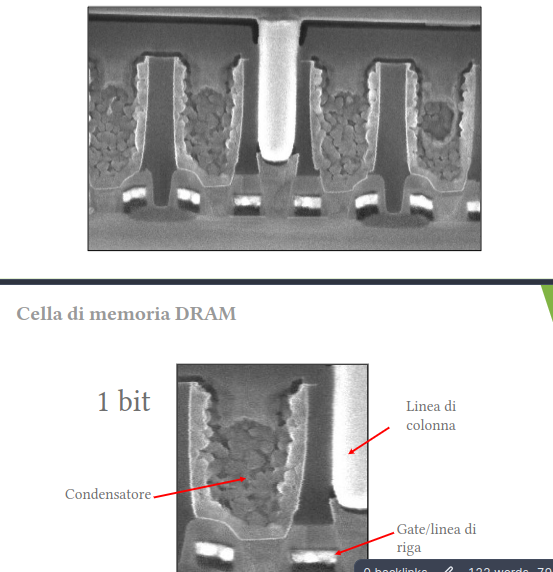 Cella di memoria DRAM
1 bit
Linea di
colonna
Condensatore
Gate/linea di
riga